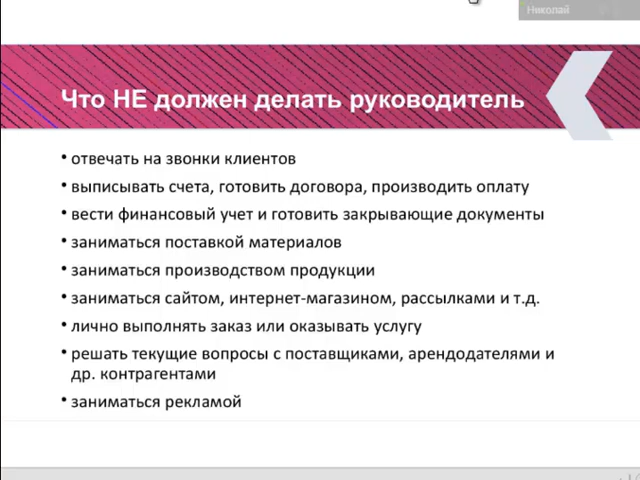 Николай
Что НЕ должен делать руководитель
• отвечать на звонки клиентов
• выписывать счета, готовить договора, производить оплату
• вести финансовый учет и готовить закрывающие документы
• заниматься поставкой материалов
• заниматься производством продукции
• заниматься сайтом, интернет-магазином, рассылками и т.д.
• лично выполнять заказ или оказывать услугу
• решать текущие вопросы с поставщиками, арендодателями и
др. контрагентами
• заниматься рекламой